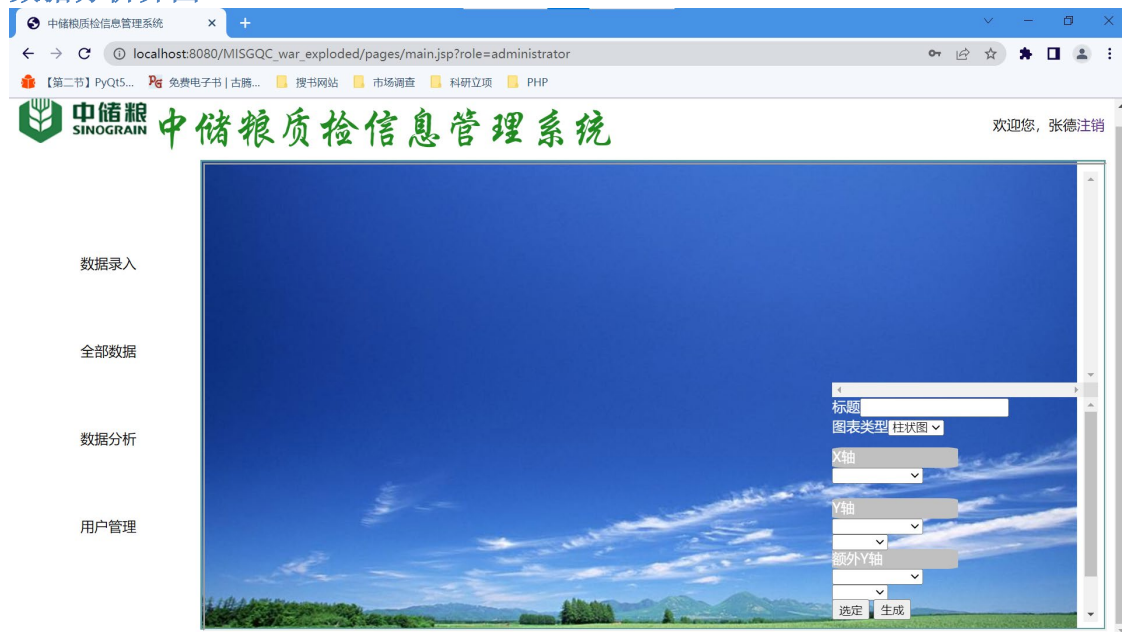 中储粮质检信息管理系统
localhost:8080/MISGQC_war_exploded/pages/main.jsp?role=administrator
【第二节】PyQt5... 免费电子书 | 古腾... 搜书网站 市场调查 科研立项 PHP
中储粮
SINOGRAIN
中储粮质检信息管理系统
欢迎您，张德注销
数据录入
全部数据
数据分析
用户管理
标题
图表类型 柱状图
X轴
Y轴
额外Y轴
选定 生成